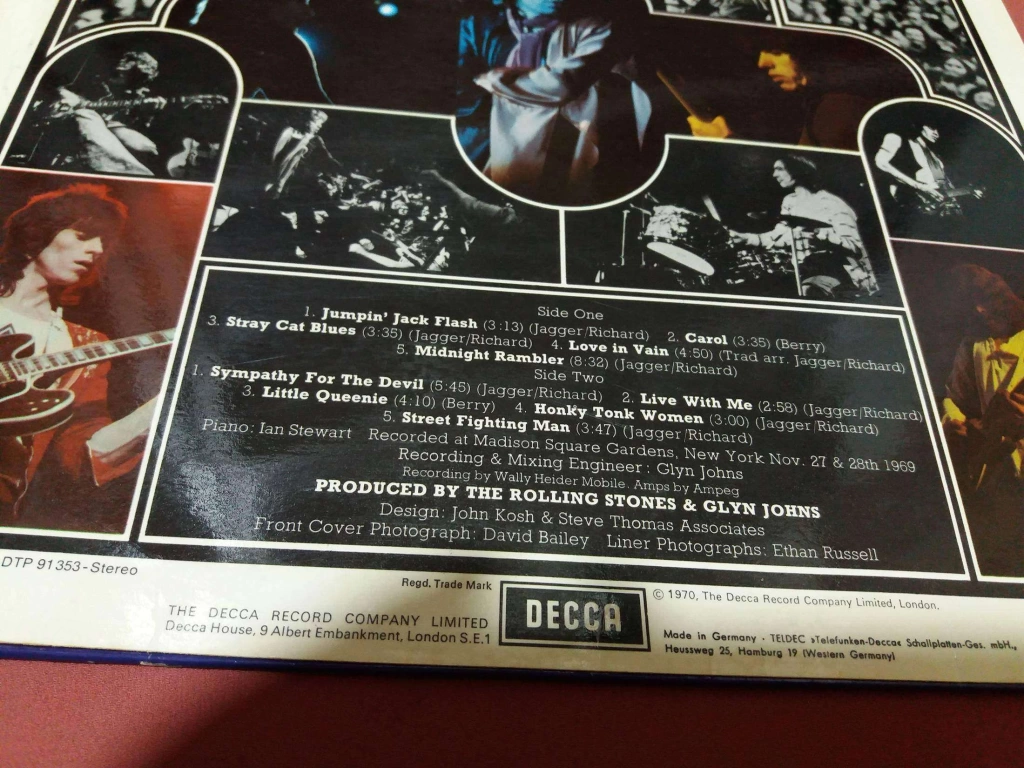 Side One
1. Jumpin' Jack Flash (3:13) (Jagger/Richard) 2. Carol (3:35) (Berry)
3. Stray Cat Blues (3:35) (Jagger/Richard) 4. Love in Vain (4:50) (Trad arr. Jagger/Richard)
5. Midnight Rambler (8:32) (Jagger/Richard)
Side Two
1. Sympathy For The Devil (5:45) (Jagger/Richard) 2. Live With Me (2:58) (Jagger/Richard)
3. Little Queenie (4:10) (Berry) 4. Honky Tonk Women (3:00) (Jagger/Richard)
5. Street Fighting Man (3:47) (Jagger/Richard)
Piano: Ian Stewart Recorded at Madison Square Gardens, New York Nov. 27 & 28th 1969
Recording & Mixing Engineer: Glyn Johns
Recording by Wally Heider Mobile. Amps by Ampeg
PRODUCED BY THE ROLLING STONES & GLYN JOHNS
Design: John Kosh & Steve Thomas Associates
Front Cover Photograph: David Bailey Liner Photographs: Ethan Russell
DTP 91353-Stereo
Regd. Trade Mark
THE DECCA RECORD COMPANY LIMITED
Decca House, 9 Albert Embankment, London S.E.1
DECCA
© 1970, The Decca Record Company Limited, London.
Made in Germany · TELDEC »Telefunken-Decca« Schallplatten-Ges. mbH.,
Heussweg 25, Hamburg 19 (Western Germany)